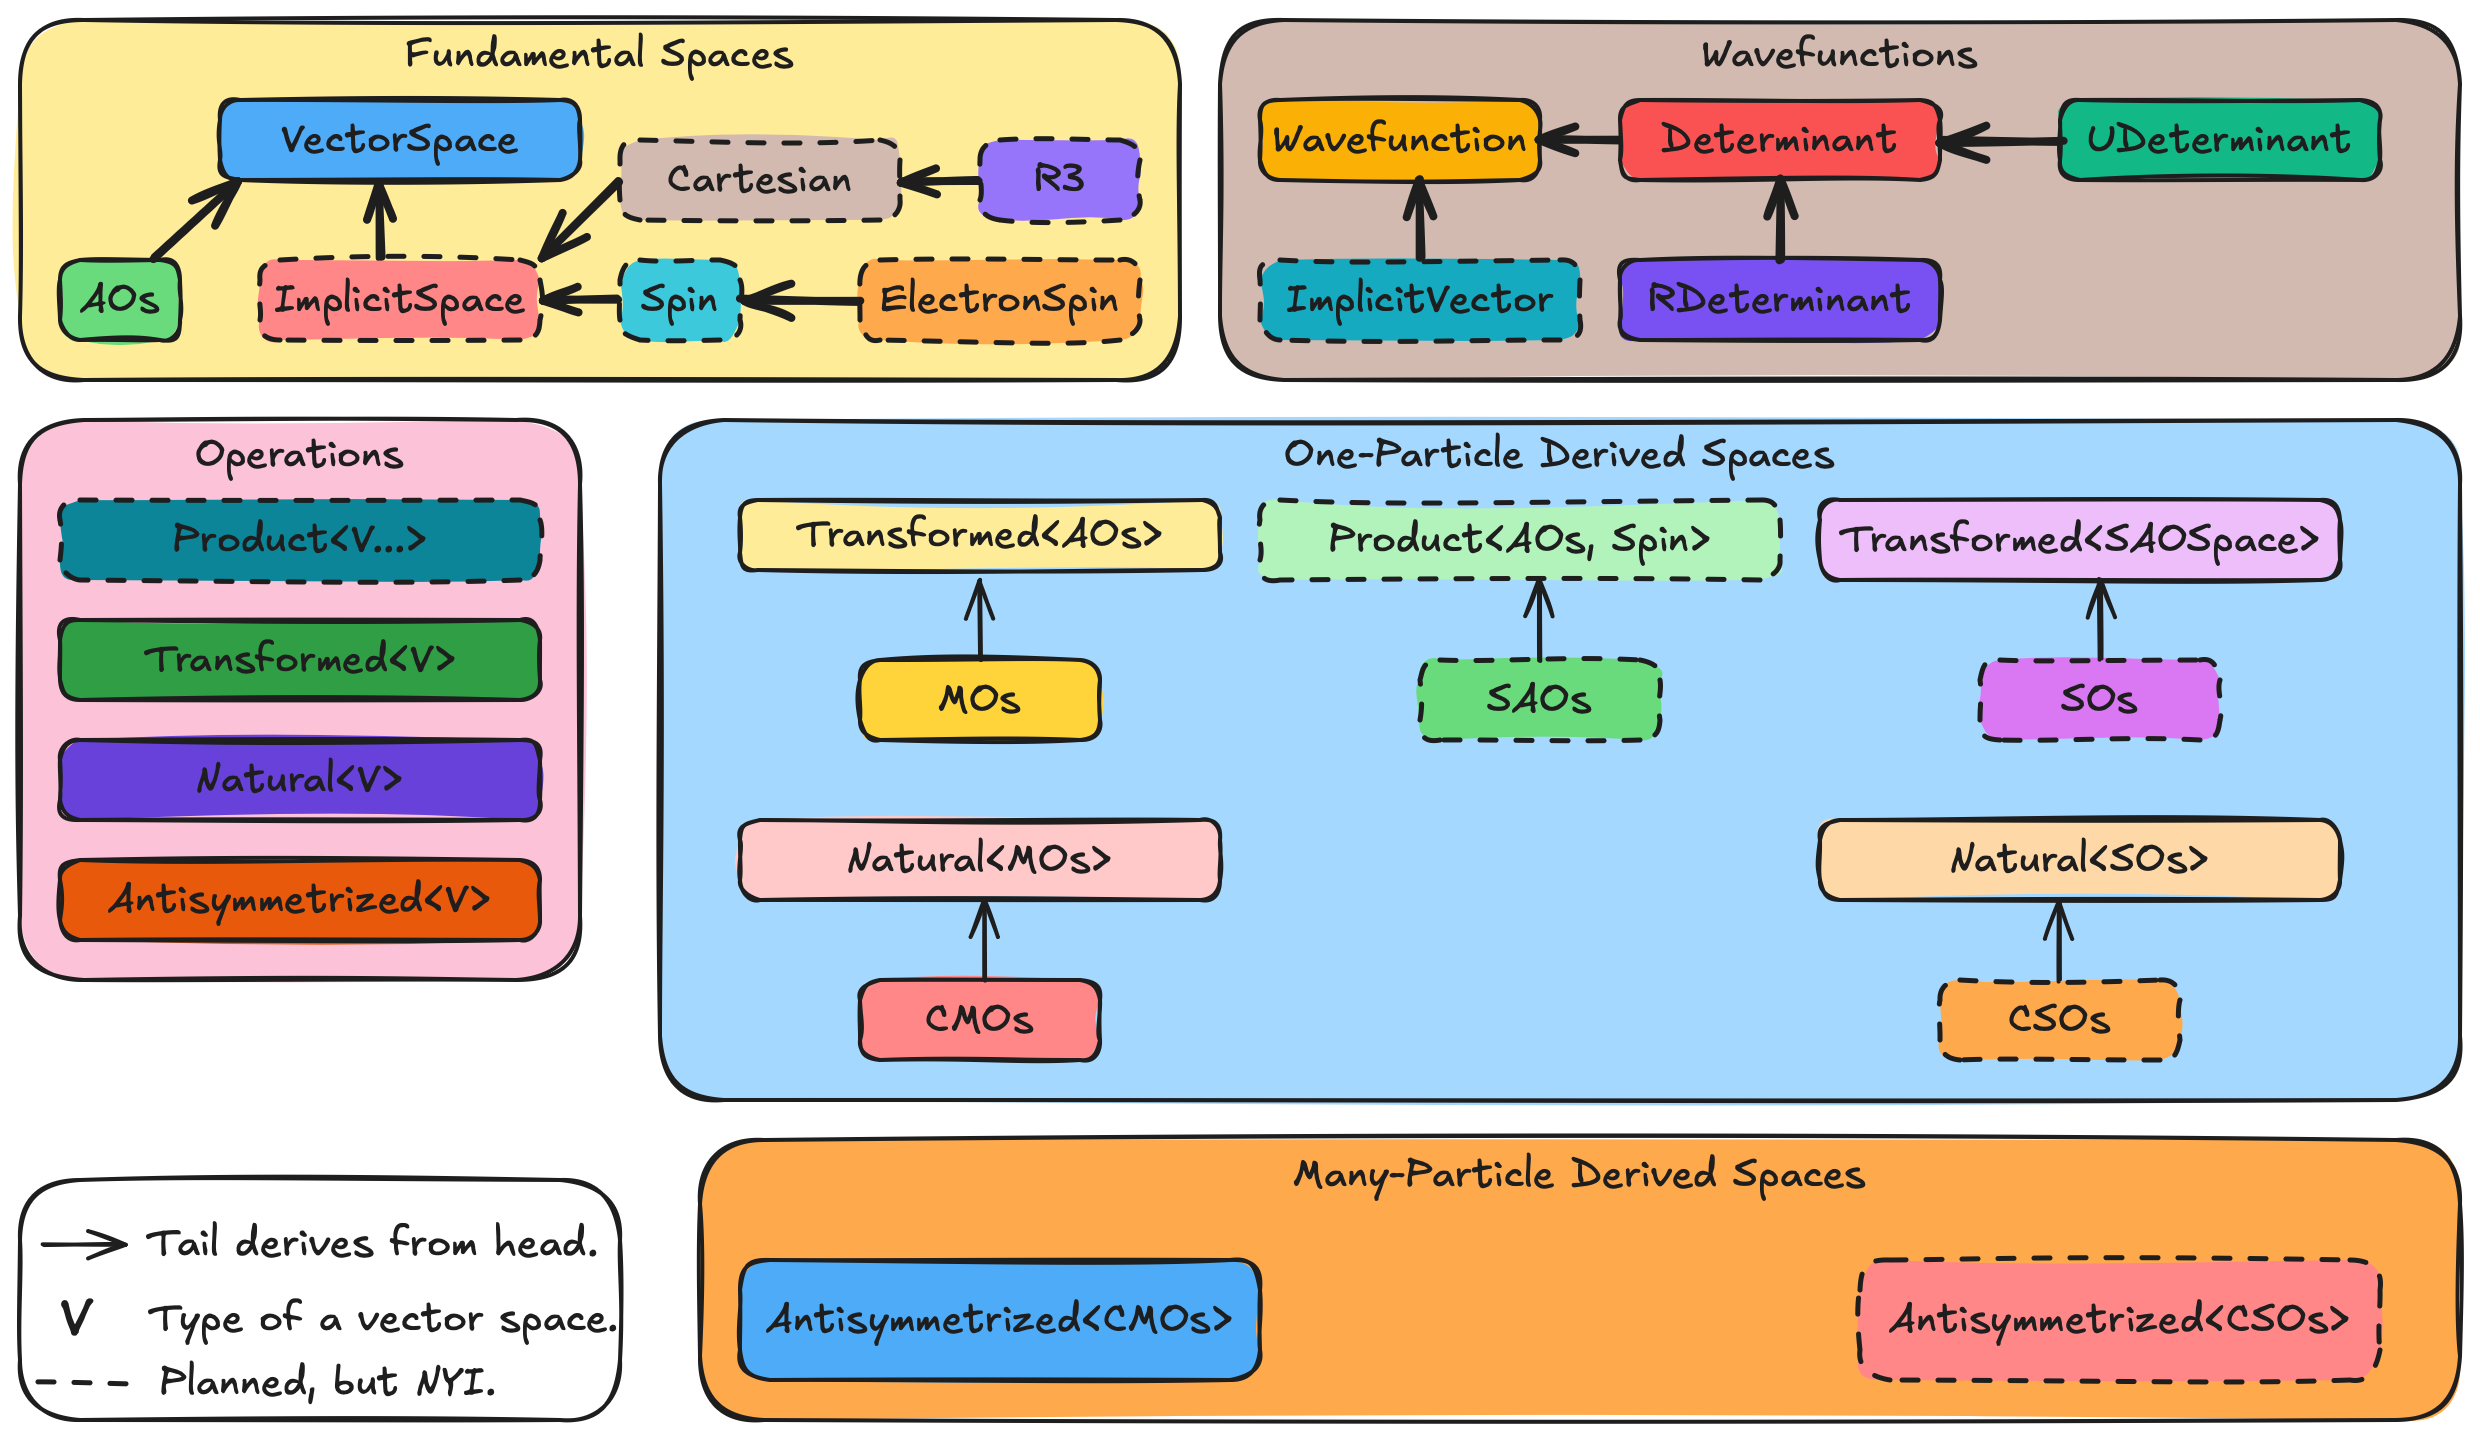 Fundamental Spaces
VectorSpace
Cartesian
R3
AOs
ImplicitSpace
Spin
ElectronSpin
Wavefunctions
Wavefunction
Determinant
UDeterminant
ImplicitVector
RDeterminant
Operations
Product<V...>
Transformed<V>
Natural<V>
Antisymmetrized<V>
One-Particle Derived Spaces
Transformed<AOs>
Product<AOs, Spin>
Transformed<SAOSpace>
MOs
SAOs
SOs
Natural<MOs>
Natural<SOs>
CMOs
CSOs
Tail derives from head.
V Type of a vector space.
Planned, but NYI.
Many-Particle Derived Spaces
Antisymmetrized<CMOs>
Antisymmetrized<CSOs>